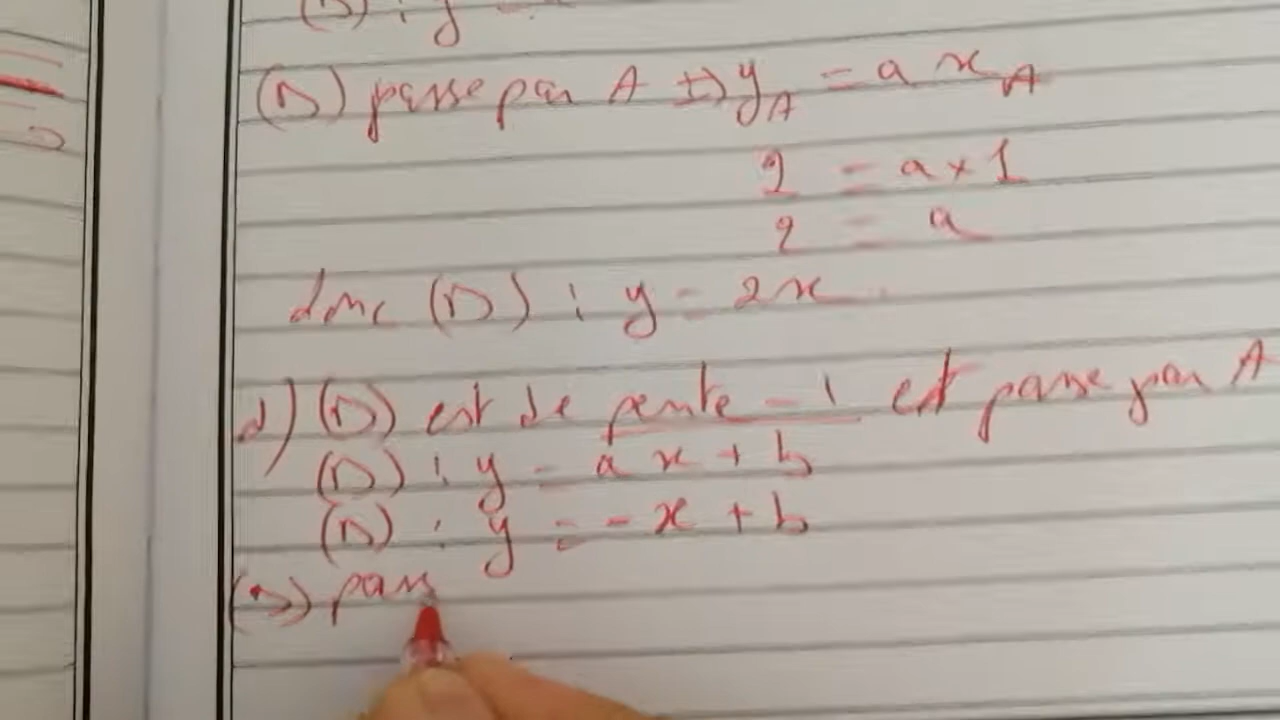 (D) : y =
(D) passe par A => y_A = a x_A
2 = a × 1
2 = a
donc (D) : y = 2x.
d) (D) est de pente -1 et passe par A
(D) : y = ax + b
(D) : y = -x + b
(D) pass